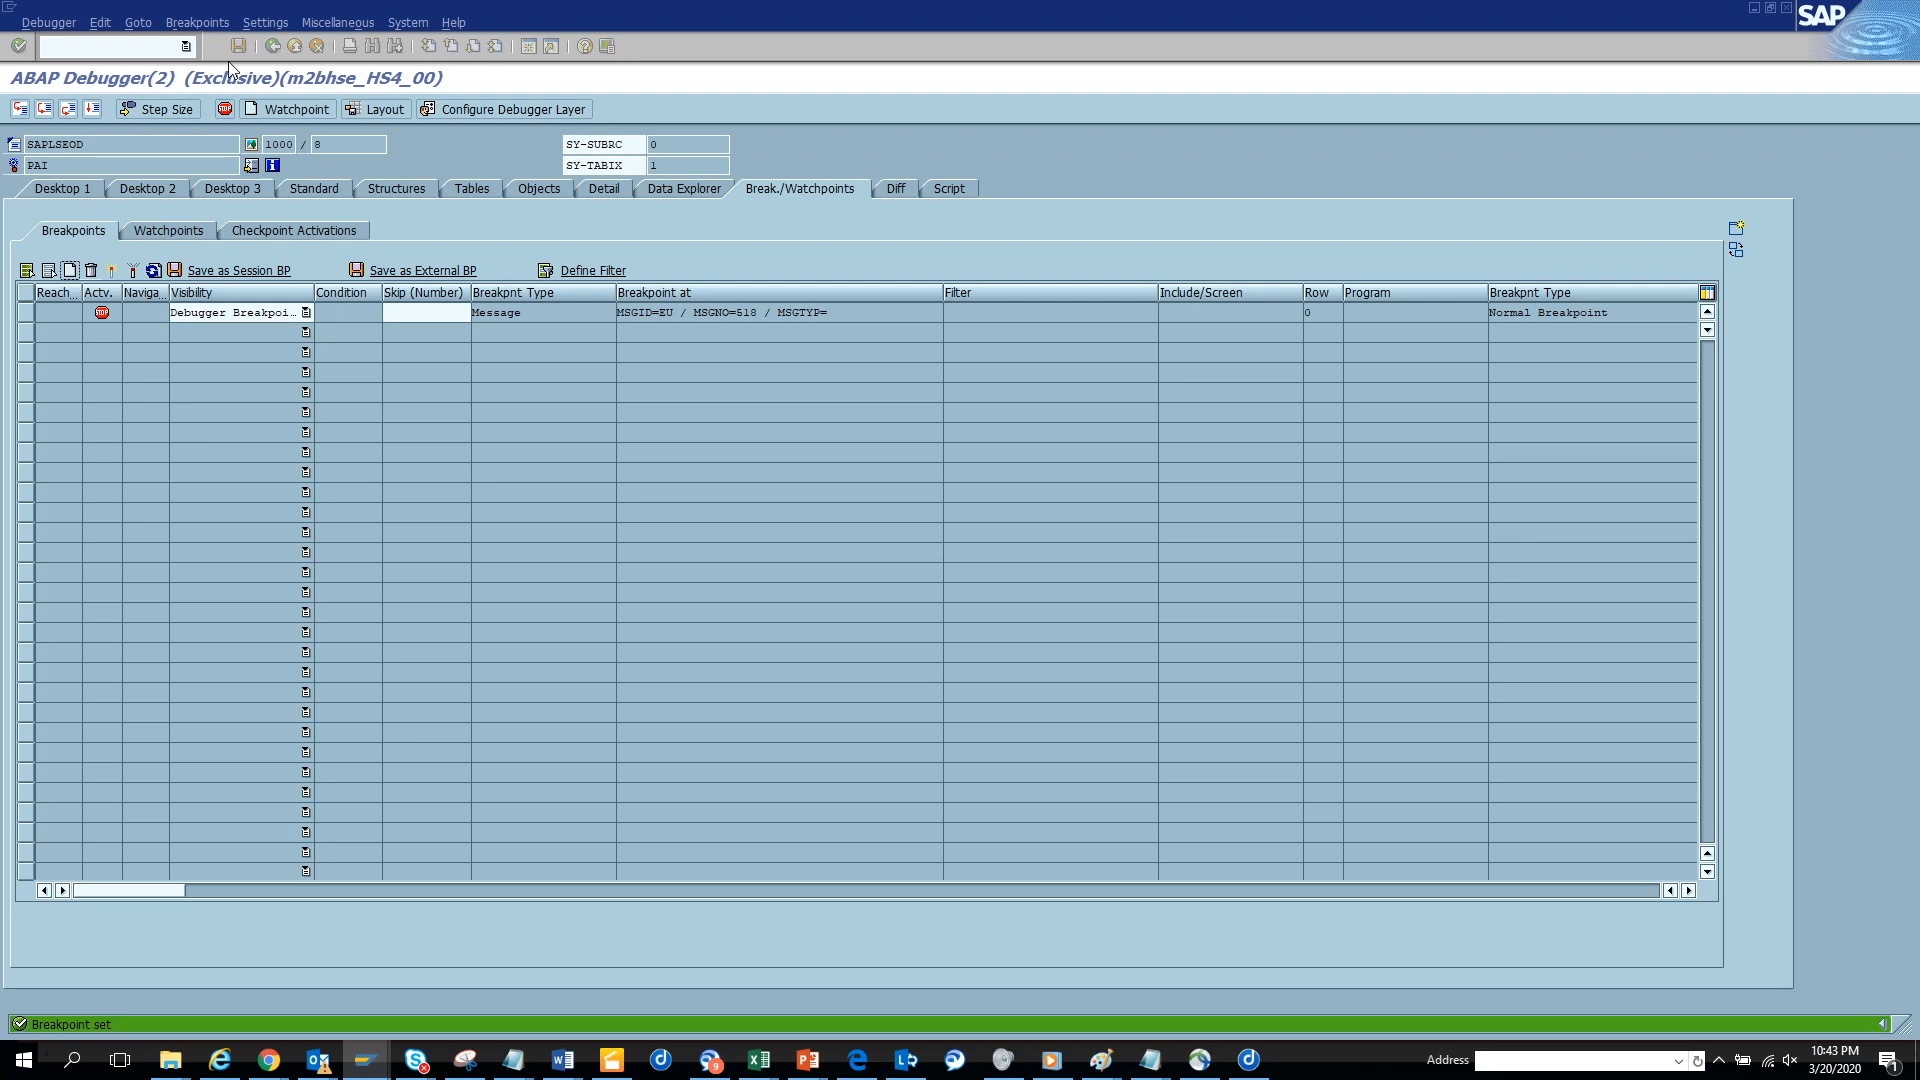 Debugger Edit Goto Breakpoints Settings Miscellaneous System Help
SAP
ABAP Debugger(2) (Exclusive)(m2bhse_HS4_00)
STOP
Step Size Watchpoint Layout Configure Debugger Layer
SAPLSEOD 1000 / 8 SY-SUBRC 0
PAI SY-TABIX 1
Desktop 1 Desktop 2 Desktop 3 Standard Structures Tables Objects Detail Data Explorer Break./Watchpoints Diff Script
Breakpoints Watchpoints Checkpoint Activations
Save as Session BP Save as External BP Define Filter
Reach... Actv. Naviga... Visibility Condition Skip (Number) Breakpnt Type Breakpoint at Filter Include/Screen Row Program Breakpnt Type
STOP Debugger Breakpoi... Message MSGID=EU / MSGNO=518 / MSGTYP= 0 Normal Breakpoint
Breakpoint set
Address
10:43 PM
3/20/2020